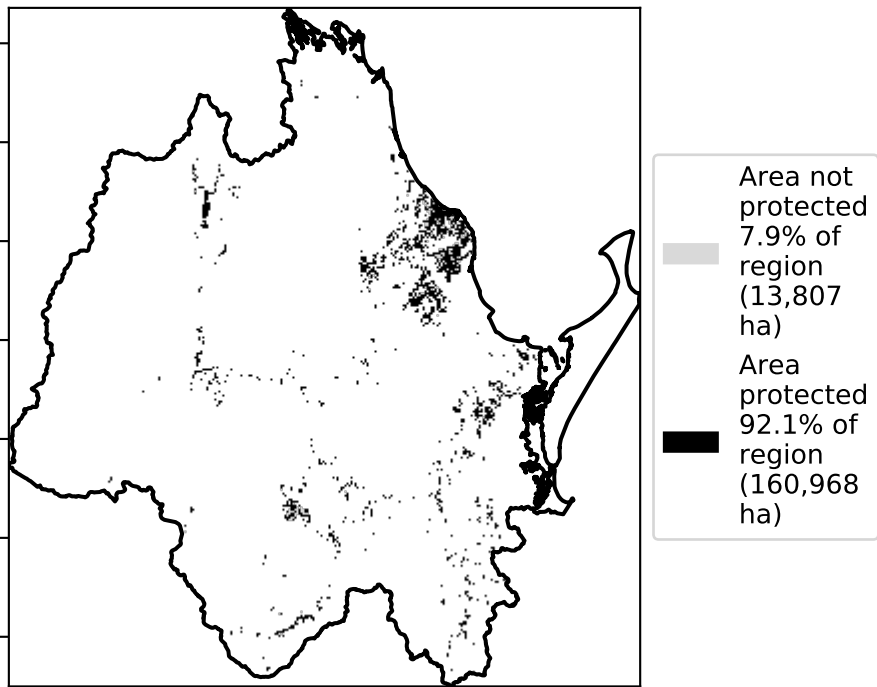 Area not
protected
7.9% of
region
(13,807
ha)
Area
protected
92.1% of
region
(160,968
ha)